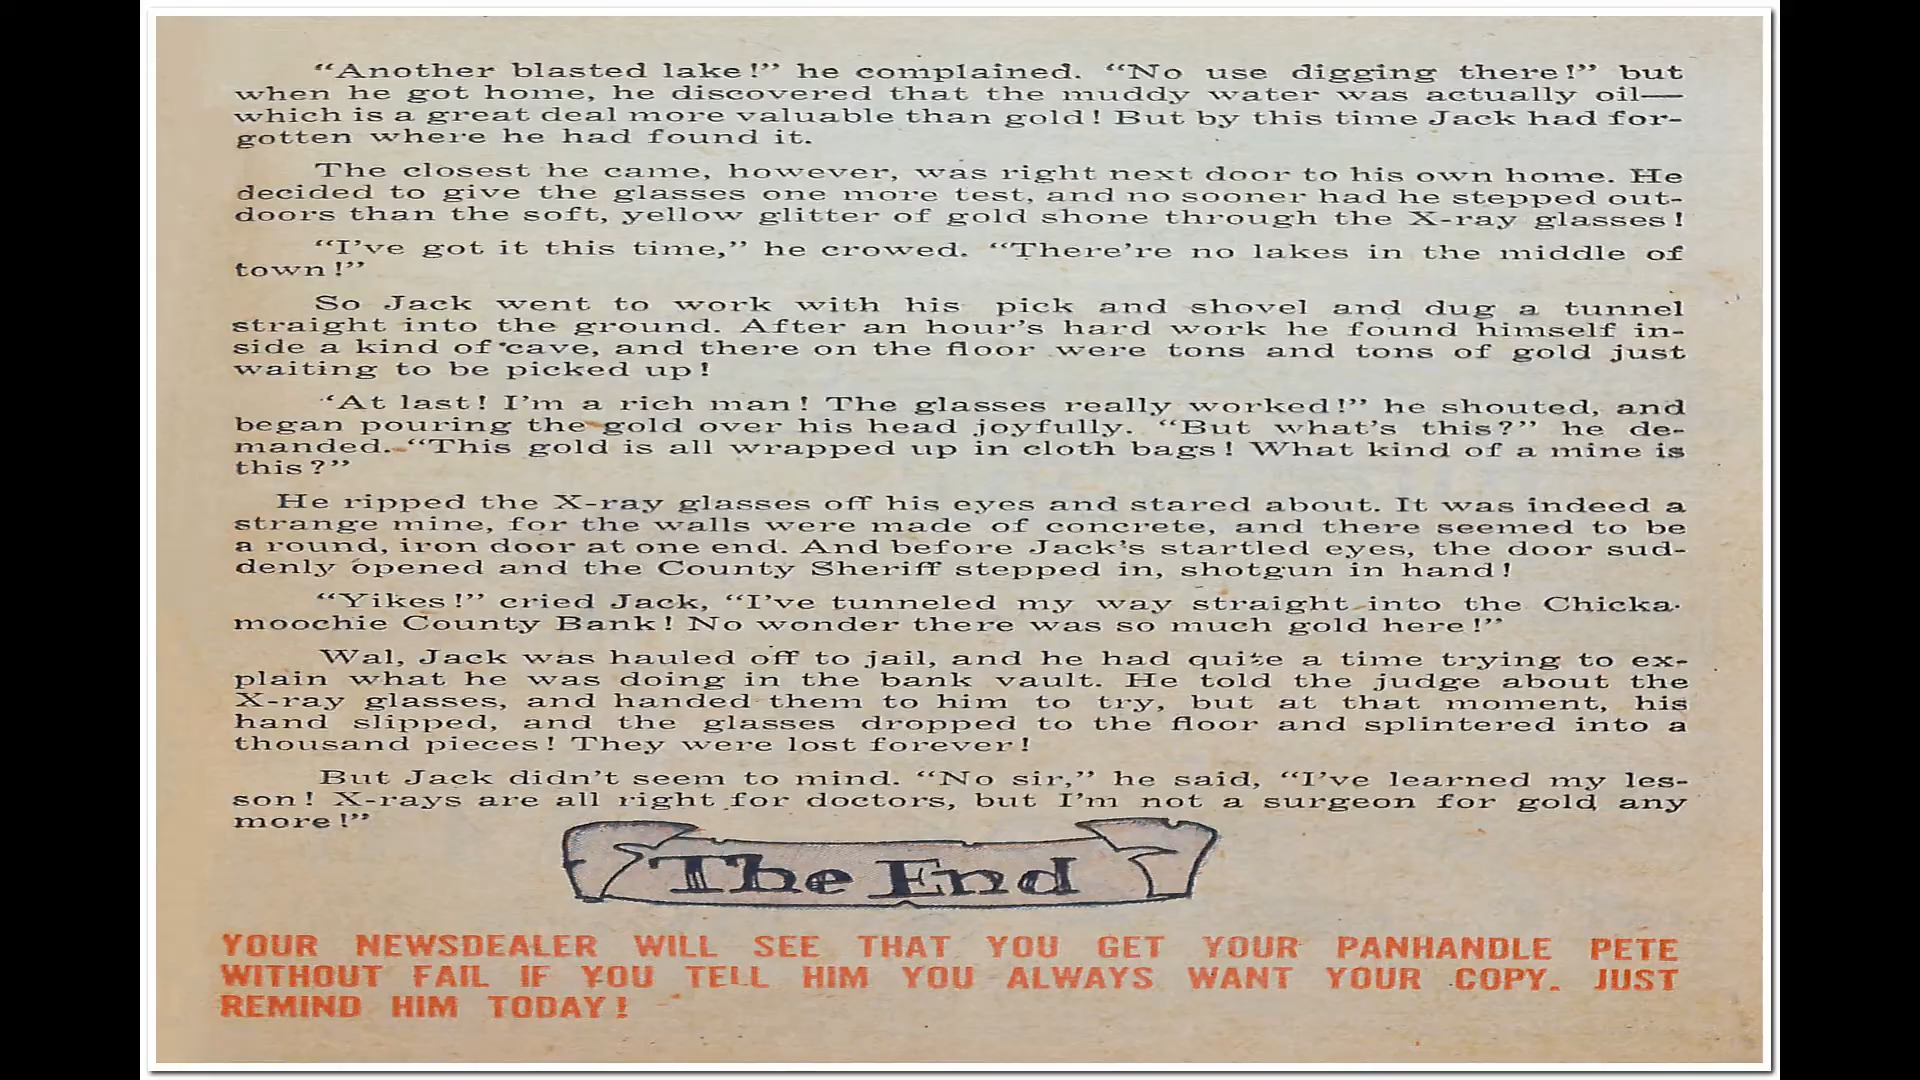 “Another blasted lake!” he complained. “No use digging there!” but
when he got home, he discovered that the muddy water was actually oil—
which is a great deal more valuable than gold! But by this time Jack had for-
gotten where he had found it.
The closest he came, however, was right next door to his own home. He
decided to give the glasses one more test, and no sooner had he stepped out-
doors than the soft, yellow glitter of gold shone through the X-ray glasses!
“I’ve got it this time,” he crowed. “There’re no lakes in the middle of
town!”
So Jack went to work with his pick and shovel and dug a tunnel
straight into the ground. After an hour’s hard work he found himself in-
side a kind of cave, and there on the floor were tons and tons of gold just
waiting to be picked up!
‘At last! I’m a rich man! The glasses really worked!” he shouted, and
began pouring the gold over his head joyfully. “But what’s this?” he de-
manded. “This gold is all wrapped up in cloth bags! What kind of a mine is
this?”
He ripped the X-ray glasses off his eyes and stared about. It was indeed a
strange mine, for the walls were made of concrete, and there seemed to be
a round, iron door at one end. And before Jack’s startled eyes, the door sud-
denly opened and the County Sheriff stepped in, shotgun in hand!
“Yikes!” cried Jack, “I’ve tunneled my way straight into the Chicka-
moochie County Bank! No wonder there was so much gold here!”
Wal, Jack was hauled off to jail, and he had quite a time trying to ex-
plain what he was doing in the bank vault. He told the judge about the
X-ray glasses, and handed them to him to try, but at that moment, his
hand slipped, and the glasses dropped to the floor and splintered into a
thousand pieces! They were lost forever!
But Jack didn’t seem to mind. “No sir,” he said, “I’ve learned my les-
son! X-rays are all right for doctors, but I’m not a surgeon for gold any
more!”
The End
YOUR NEWSDEALER WILL SEE THAT YOU GET YOUR PANHANDLE PETE
WITHOUT FAIL IF YOU TELL HIM YOU ALWAYS WANT YOUR COPY. JUST
REMIND HIM TODAY!